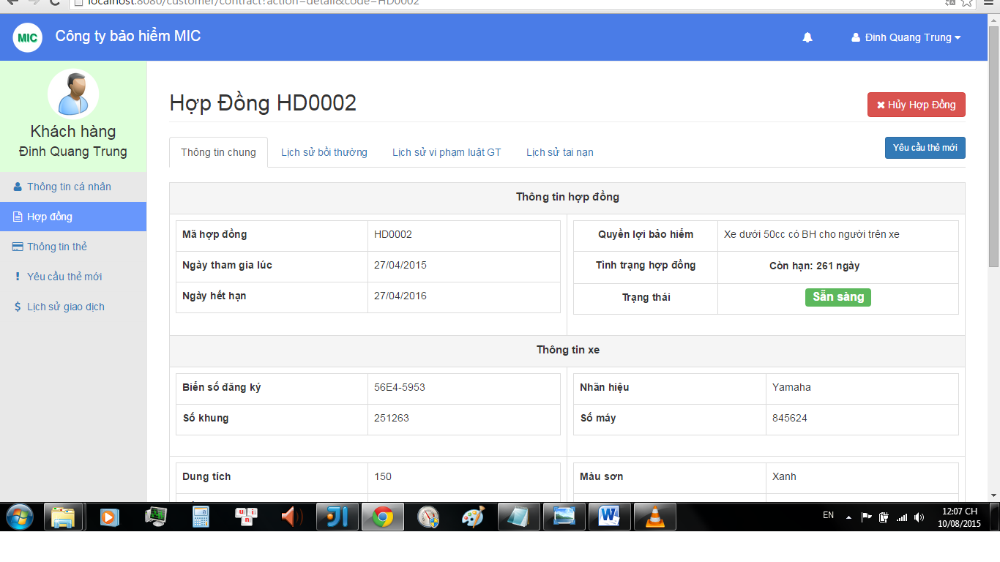 localhost:8080/customer/contract?action=detail&code=HD0002
MIC Công ty bảo hiểm MIC
Đinh Quang Trung
Khách hàng
Đinh Quang Trung
Thông tin cá nhân
Hợp đồng
Thông tin thẻ
Yêu cầu thẻ mới
Lịch sử giao dịch
Hợp Đồng HD0002
Hủy Hợp Đồng
Thông tin chung Lịch sử bồi thường Lịch sử vi phạm luật GT Lịch sử tai nạn
Yêu cầu thẻ mới
Thông tin hợp đồng
Mã hợp đồng HD0002
Ngày tham gia lúc 27/04/2015
Ngày hết hạn 27/04/2016
Quyền lợi bảo hiểm Xe dưới 50cc có BH cho người trên xe
Tình trạng hợp đồng Còn hạn: 261 ngày
Trạng thái Sẵn sàng
Thông tin xe
Biển số đăng ký 56E4-5953
Số khung 251263
Nhãn hiệu Yamaha
Số máy 845624
Dung tích 150
Màu sơn Xanh
EN
12:07 CH
10/08/2015